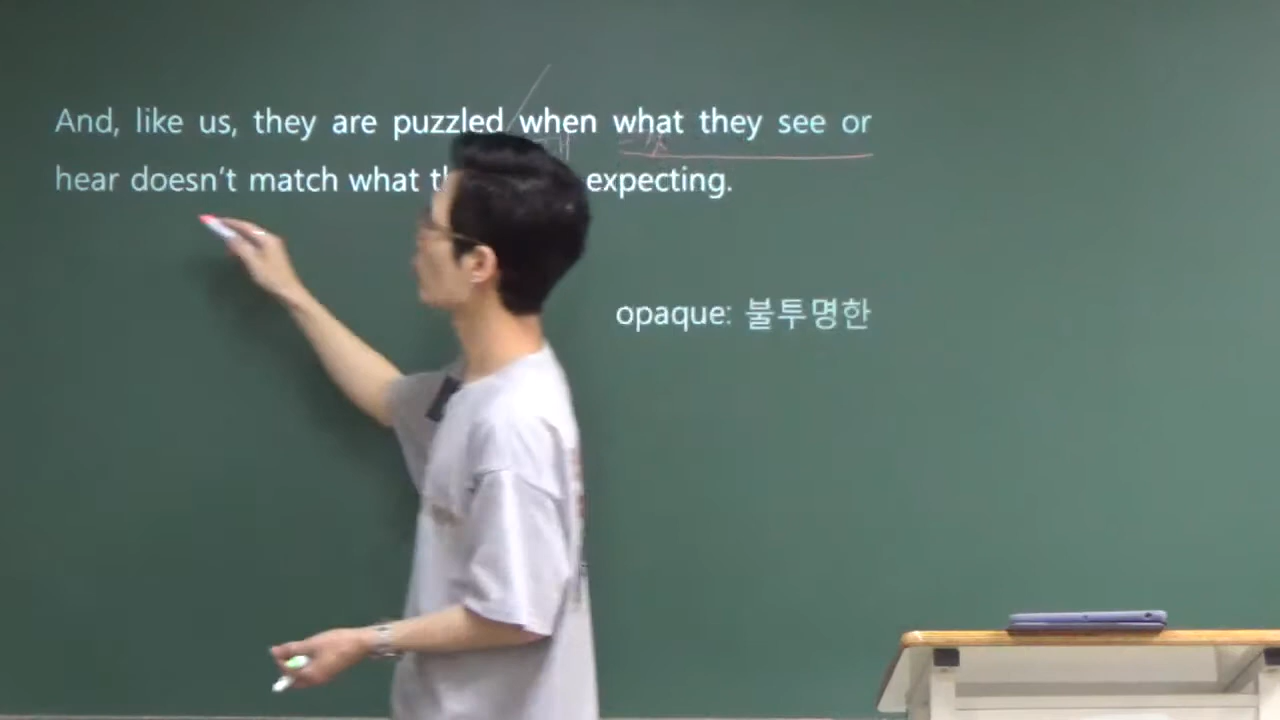 And, like us, they are puzzled when what they see or
hear doesn't match what expecting.
opaque: 불투명한